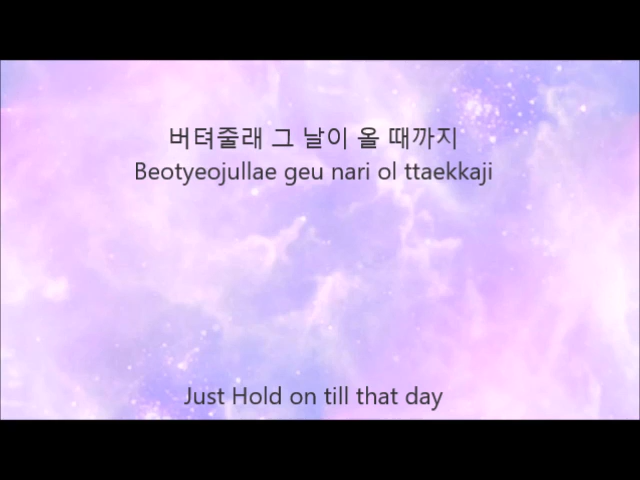 버텨줄래 그 날이 올 때까지
Beotyeojullae geu nari ol ttaekkaji
Just Hold on till that day